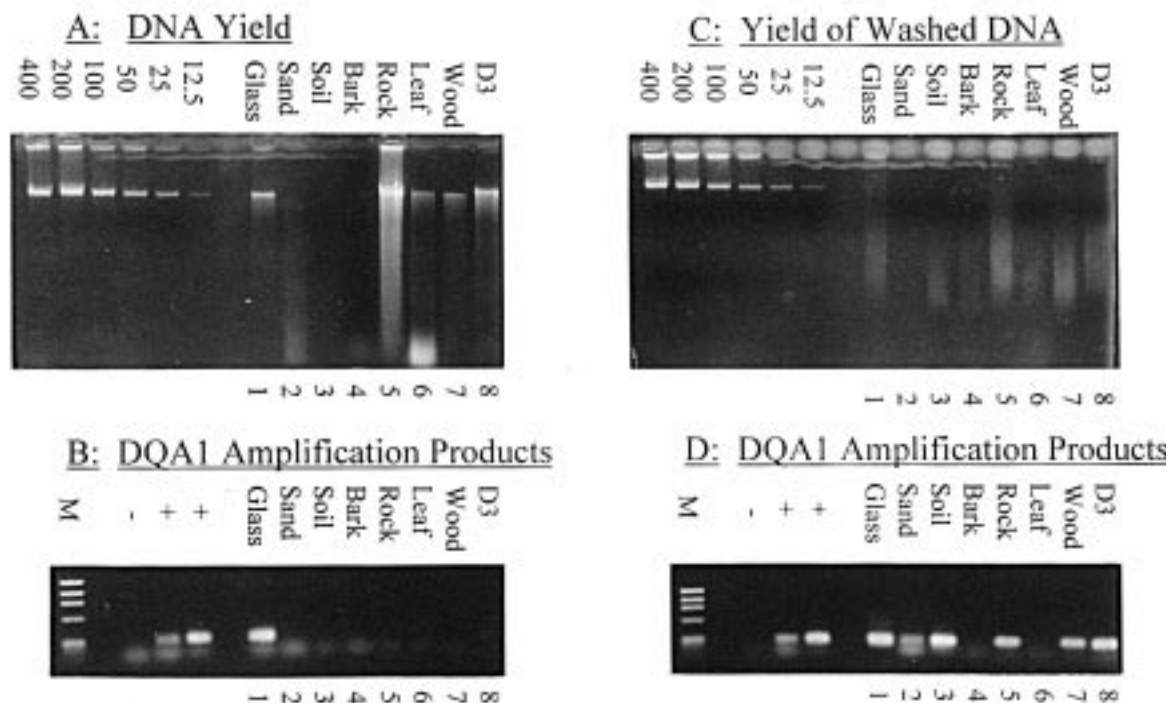 A: DNA Yield
400 200 100 50 25 12.5 Glass Sand Soil Bark Rock Leaf Wood D3
1 2 3 4 5 6 7 8
B: DQA1 Amplification Products
M - + + Glass Sand Soil Bark Rock Leaf Wood D3
1 2 3 4 5 6 7 8
C: Yield of Washed DNA
400 200 100 50 25 12.5 Glass Sand Soil Bark Rock Leaf Wood D3
1 2 3 4 5 6 7 8
D: DQA1 Amplification Products
M - + + Glass Sand Soil Bark Rock Leaf Wood D3
1 2 3 4 5 6 7 8